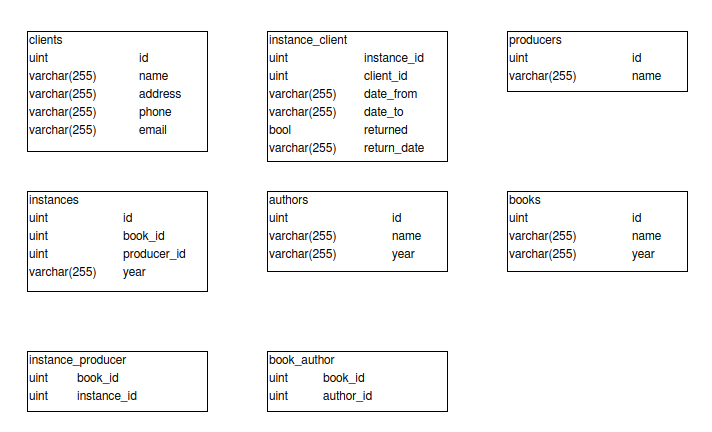 clients
uint id
varchar(255) name
varchar(255) address
varchar(255) phone
varchar(255) email
instance_client
uint instance_id
uint client_id
varchar(255) date_from
varchar(255) date_to
bool returned
varchar(255) return_date
producers
uint id
varchar(255) name
instances
uint id
uint book_id
uint producer_id
varchar(255) year
authors
uint id
varchar(255) name
varchar(255) year
books
uint id
varchar(255) name
varchar(255) year
instance_producer
uint book_id
uint instance_id
book_author
uint book_id
uint author_id